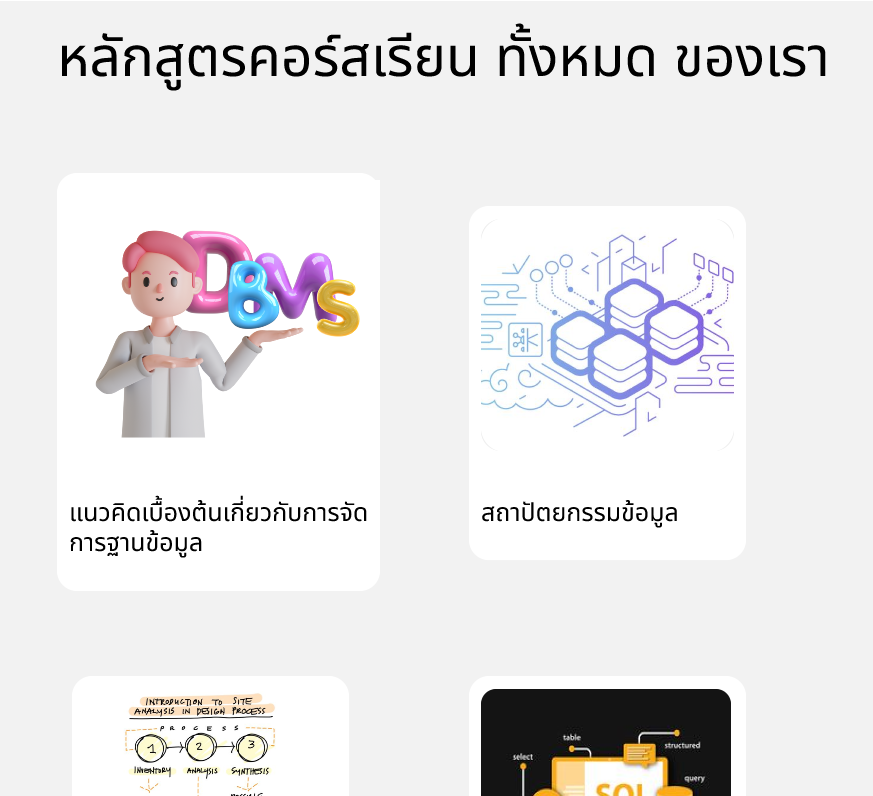 หลักสูตรคอร์สเรียน ทั้งหมด ของเรา
DBMS
แนวคิดเบื้องต้นเกี่ยวกับการจัด
การฐานข้อมูล
สถาปัตยกรรมข้อมูล
INTRODUCTION TO SITE
ANALYSIS IN DESIGN PROCESS
PROCESS
1 2 3
INVENTORY ANALYSIS SYNTHESIS
table
structured
select
query
SQL